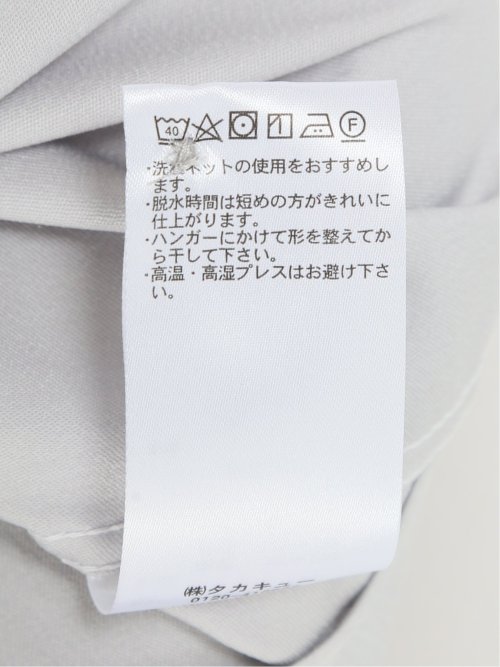 40 F
・洗濯ネットの使用をおすすめし
ます。
・脱水時間は短めの方がきれいに
仕上がります。
・ハンガーにかけて形を整えてか
ら干して下さい。
・高温・高湿プレスはお避け下さ
い。
㈱タカキュー
0120-